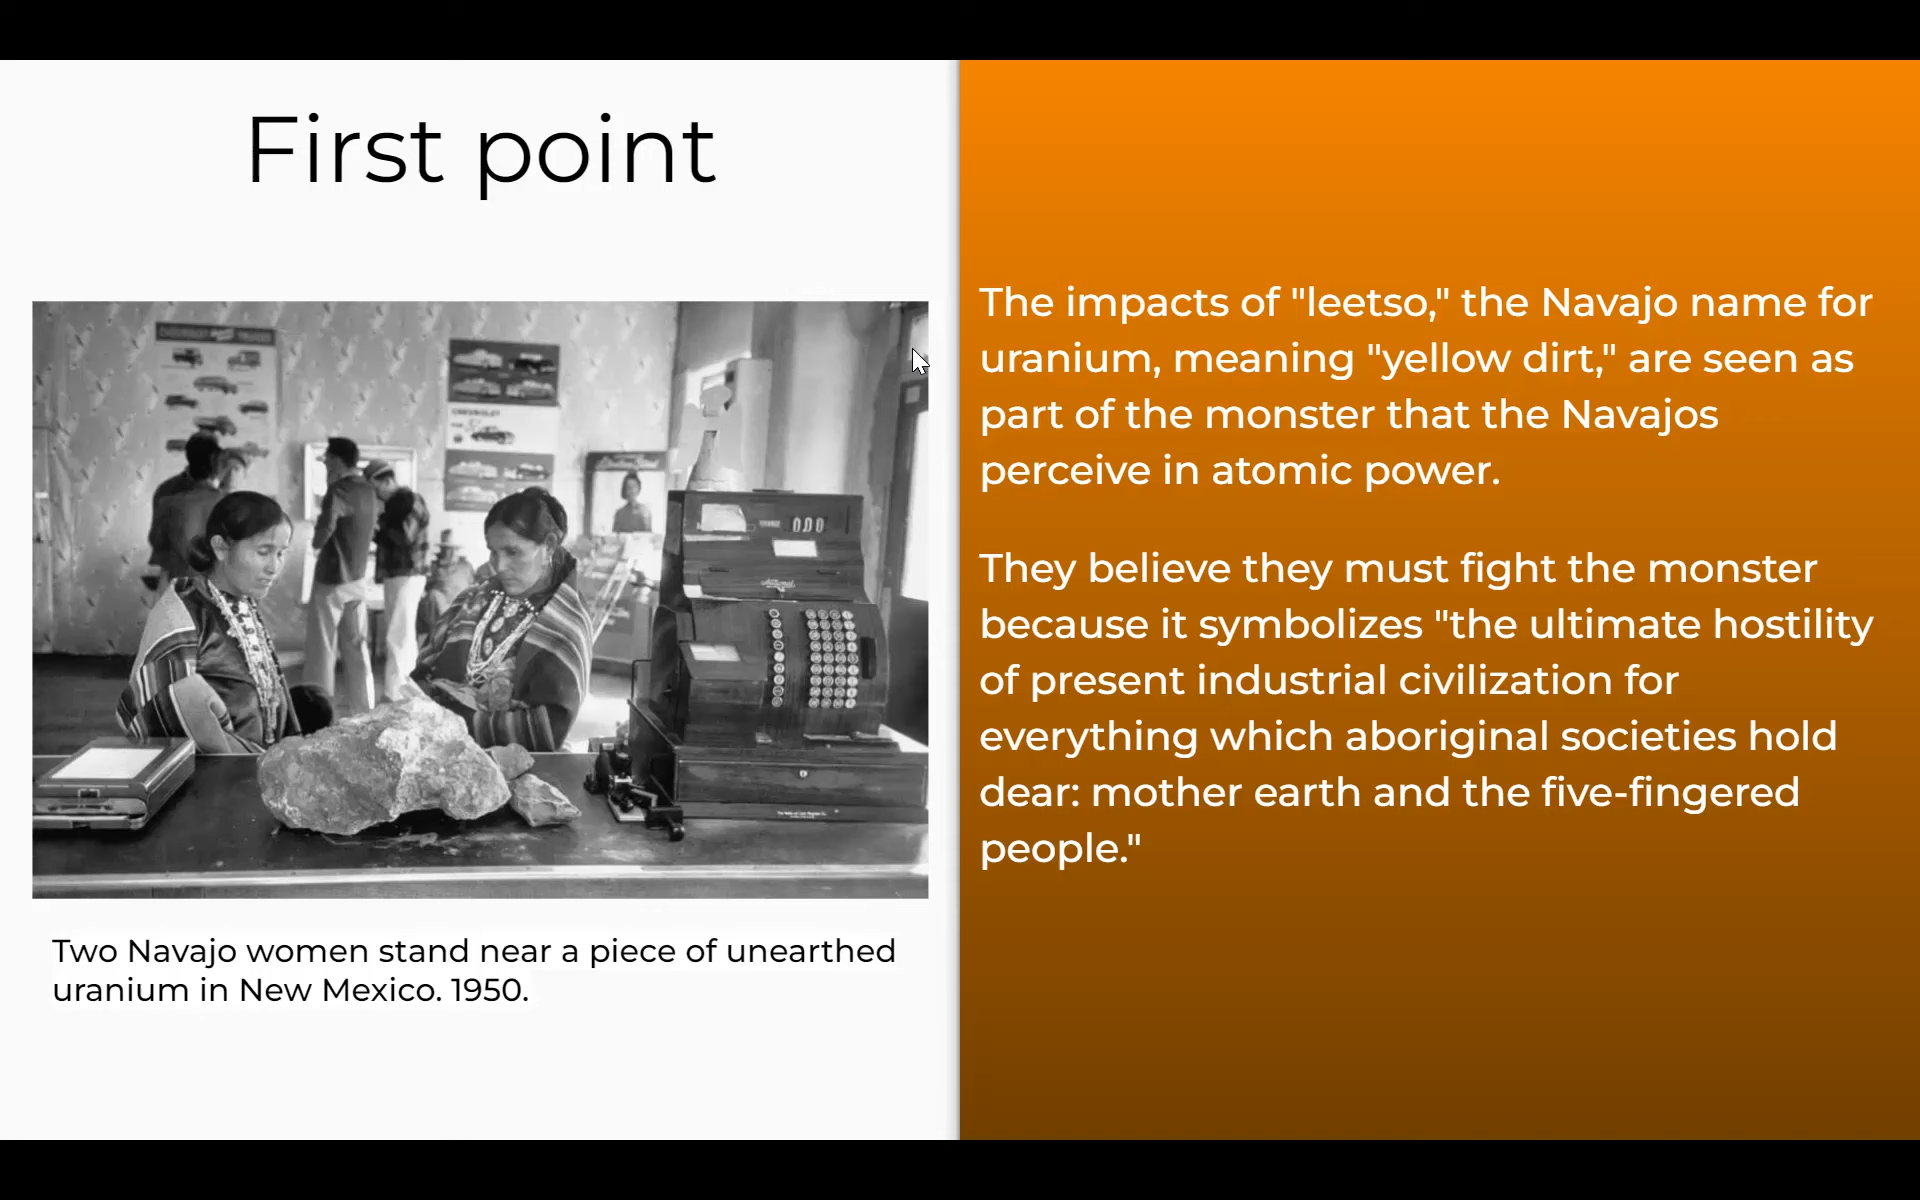 First point
CHEVROLET
000
National
Two Navajo women stand near a piece of unearthed
uranium in New Mexico. 1950.
The impacts of "leetso," the Navajo name for
uranium, meaning "yellow dirt," are seen as
part of the monster that the Navajos
perceive in atomic power.
They believe they must fight the monster
because it symbolizes "the ultimate hostility
of present industrial civilization for
everything which aboriginal societies hold
dear: mother earth and the five-fingered
people."